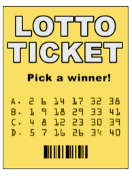 LOTTO
TICKET
Pick a winner!
A. 2 6 14 17 32 38
B. 1 9 18 29 33 41
C. 4 8 12 23 30 39
D. 5 7 16 26 34 40